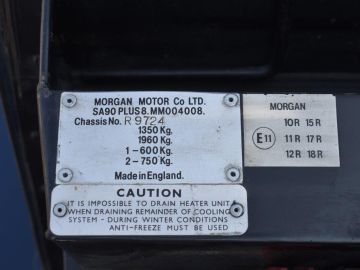 MORGAN MOTOR Co LTD.
SA90 PLUS8. MM004008.
Chassis No. R 9724
1350 Kg.
1960 Kg.
1 - 600 Kg.
2 - 750 Kg.
Made in England.
MORGAN
10R 15R
E11 11R 17R
12R 18R
CAUTION
IT IS IMPOSSIBLE TO DRAIN HEATER UNIT
WHEN DRAINING REMAINDER OF COOLING
SYSTEM - DURING WINTER CONDITIONS
ANTI-FREEZE MUST BE USED